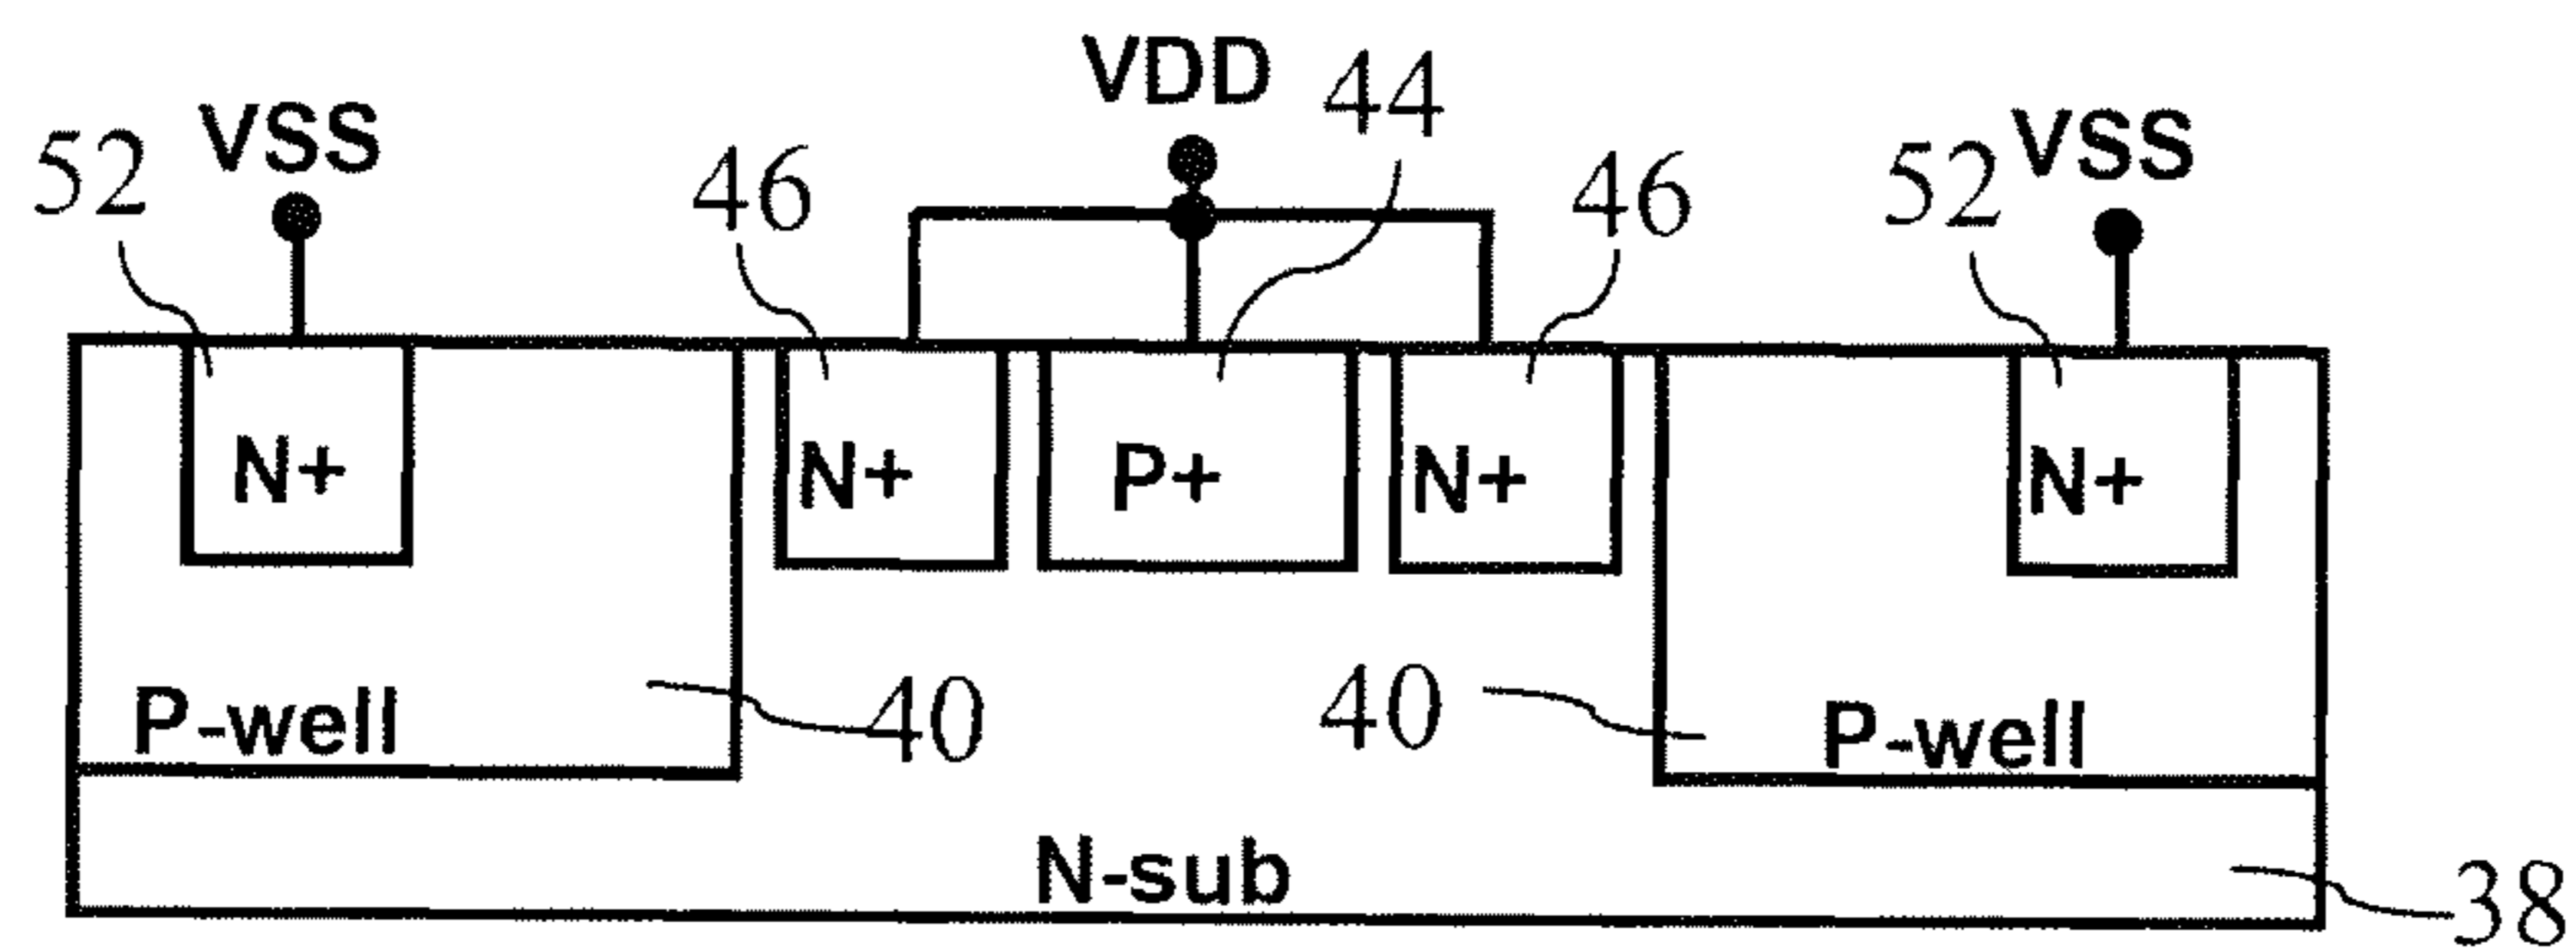 VDD 44
52 VSS 46 46 52 VSS
N+ N+ P+ N+ N+
P-well 40 40 P-well
N-sub 38